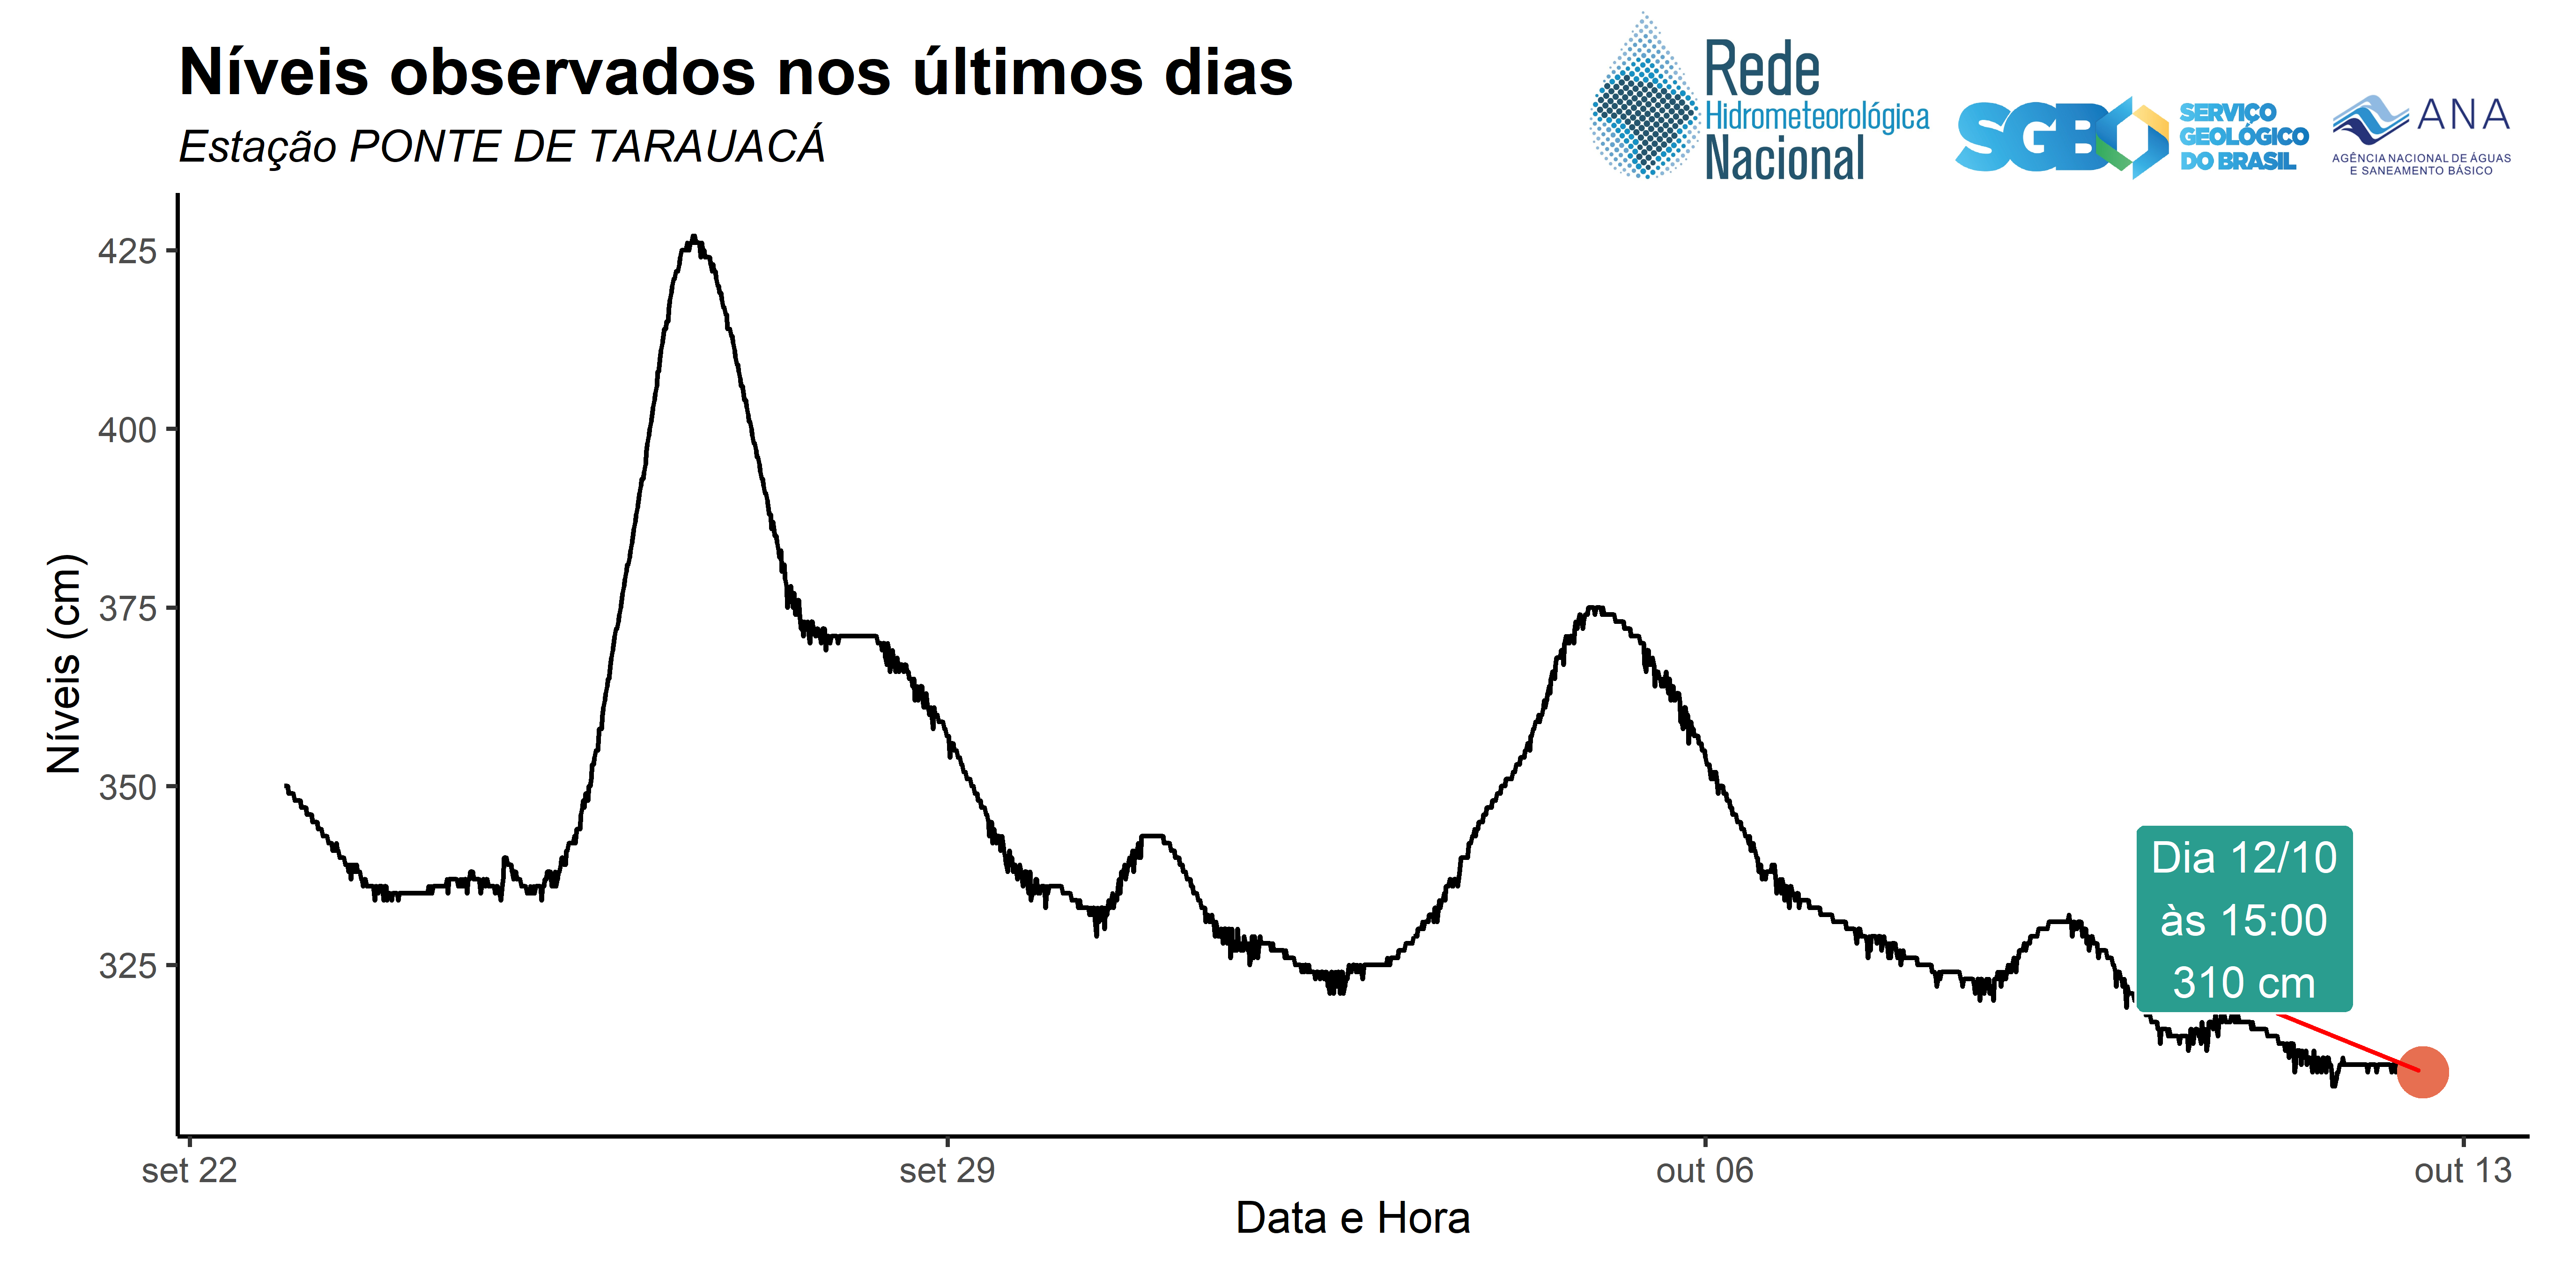 Níveis observados nos últimos dias
Estação PONTE DE TARAUACÁ
Rede
Hidrometeorológica
Nacional
SGB
SERVIÇO
GEOLÓGICO
DO BRASIL
ANA
AGÊNCIA NACIONAL DE ÁGUAS
E SANEAMENTO BÁSICO
Níveis (cm)
425
400
375
350
325
Dia 12/10
às 15:00
310 cm
set 22
set 29
out 06
out 13
Data e Hora